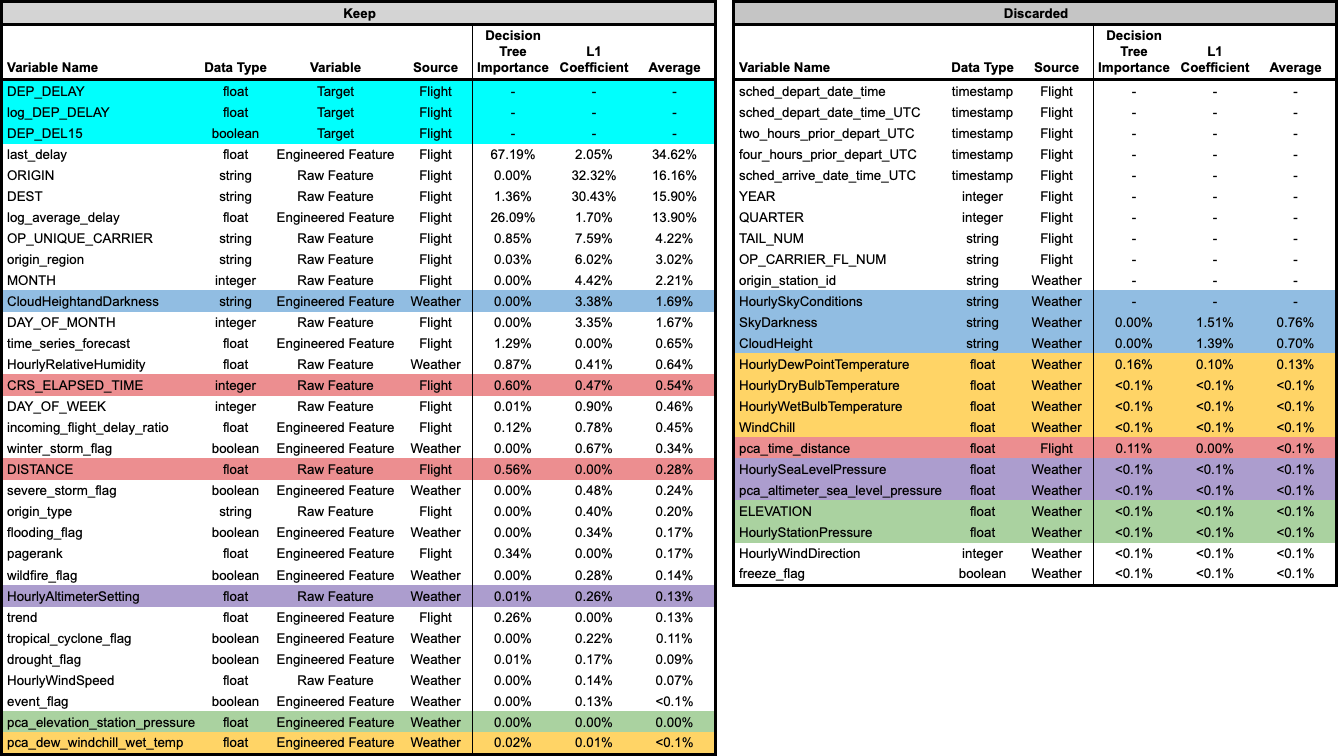 Keep
Variable Name Data Type Variable Source Decision Tree Importance L1 Coefficient Average
DEP_DELAY float Target Flight - - -
log_DEP_DELAY float Target Flight - - -
DEP_DEL15 boolean Target Flight - - -
last_delay float Engineered Feature Flight 67.19% 2.05% 34.62%
ORIGIN string Raw Feature Flight 0.00% 32.32% 16.16%
DEST string Raw Feature Flight 1.36% 30.43% 15.90%
log_average_delay float Engineered Feature Flight 26.09% 1.70% 13.90%
OP_UNIQUE_CARRIER string Raw Feature Flight 0.85% 7.59% 4.22%
origin_region string Raw Feature Flight 0.03% 6.02% 3.02%
MONTH integer Raw Feature Flight 0.00% 4.42% 2.21%
CloudHeightandDarkness string Engineered Feature Weather 0.00% 3.38% 1.69%
DAY_OF_MONTH integer Raw Feature Flight 0.00% 3.35% 1.67%
time_series_forecast float Engineered Feature Flight 1.29% 0.00% 0.65%
HourlyRelativeHumidity float Raw Feature Weather 0.87% 0.41% 0.64%
CRS_ELAPSED_TIME integer Raw Feature Flight 0.60% 0.47% 0.54%
DAY_OF_WEEK integer Raw Feature Flight 0.01% 0.90% 0.46%
incoming_flight_delay_ratio float Engineered Feature Flight 0.12% 0.78% 0.45%
winter_storm_flag boolean Engineered Feature Weather 0.00% 0.67% 0.34%
DISTANCE float Raw Feature Flight 0.56% 0.00% 0.28%
severe_storm_flag boolean Engineered Feature Weather 0.00% 0.48% 0.24%
origin_type string Raw Feature Flight 0.00% 0.40% 0.20%
flooding_flag boolean Engineered Feature Weather 0.00% 0.34% 0.17%
pagerank float Engineered Feature Flight 0.34% 0.00% 0.17%
wildfire_flag boolean Engineered Feature Weather 0.00% 0.28% 0.14%
HourlyAltimeterSetting float Raw Feature Weather 0.01% 0.26% 0.13%
trend float Engineered Feature Flight 0.26% 0.00% 0.13%
tropical_cyclone_flag boolean Engineered Feature Weather 0.00% 0.22% 0.11%
drought_flag boolean Engineered Feature Weather 0.01% 0.17% 0.09%
HourlyWindSpeed float Raw Feature Weather 0.00% 0.14% 0.07%
event_flag boolean Engineered Feature Weather 0.00% 0.13% <0.1%
pca_elevation_station_pressure float Engineered Feature Weather 0.00% 0.00% 0.00%
pca_dew_windchill_wet_temp float Engineered Feature Weather 0.02% 0.01% <0.1%
Discarded
Variable Name Data Type Source Decision Tree Importance L1 Coefficient Average
sched_depart_date_time timestamp Flight - - -
sched_depart_date_time_UTC timestamp Flight - - -
two_hours_prior_depart_UTC timestamp Flight - - -
four_hours_prior_depart_UTC timestamp Flight - - -
sched_arrive_date_time_UTC timestamp Flight - - -
YEAR integer Flight - - -
QUARTER integer Flight - - -
TAIL_NUM string Flight - - -
OP_CARRIER_FL_NUM string Flight - - -
origin_station_id string Weather - - -
HourlySkyConditions string Weather - - -
SkyDarkness string Weather 0.00% 1.51% 0.76%
CloudHeight string Weather 0.00% 1.39% 0.70%
HourlyDewPointTemperature float Weather 0.16% 0.10% 0.13%
HourlyDryBulbTemperature float Weather <0.1% <0.1% <0.1%
HourlyWetBulbTemperature float Weather <0.1% <0.1% <0.1%
WindChill float Weather <0.1% <0.1% <0.1%
pca_time_distance float Flight 0.11% 0.00% <0.1%
HourlySeaLevelPressure float Weather <0.1% <0.1% <0.1%
pca_altimeter_sea_level_pressure float Weather <0.1% <0.1% <0.1%
ELEVATION float Weather <0.1% <0.1% <0.1%
HourlyStationPressure float Weather <0.1% <0.1% <0.1%
HourlyWindDirection integer Weather <0.1% <0.1% <0.1%
freeze_flag boolean Weather <0.1% <0.1% <0.1%